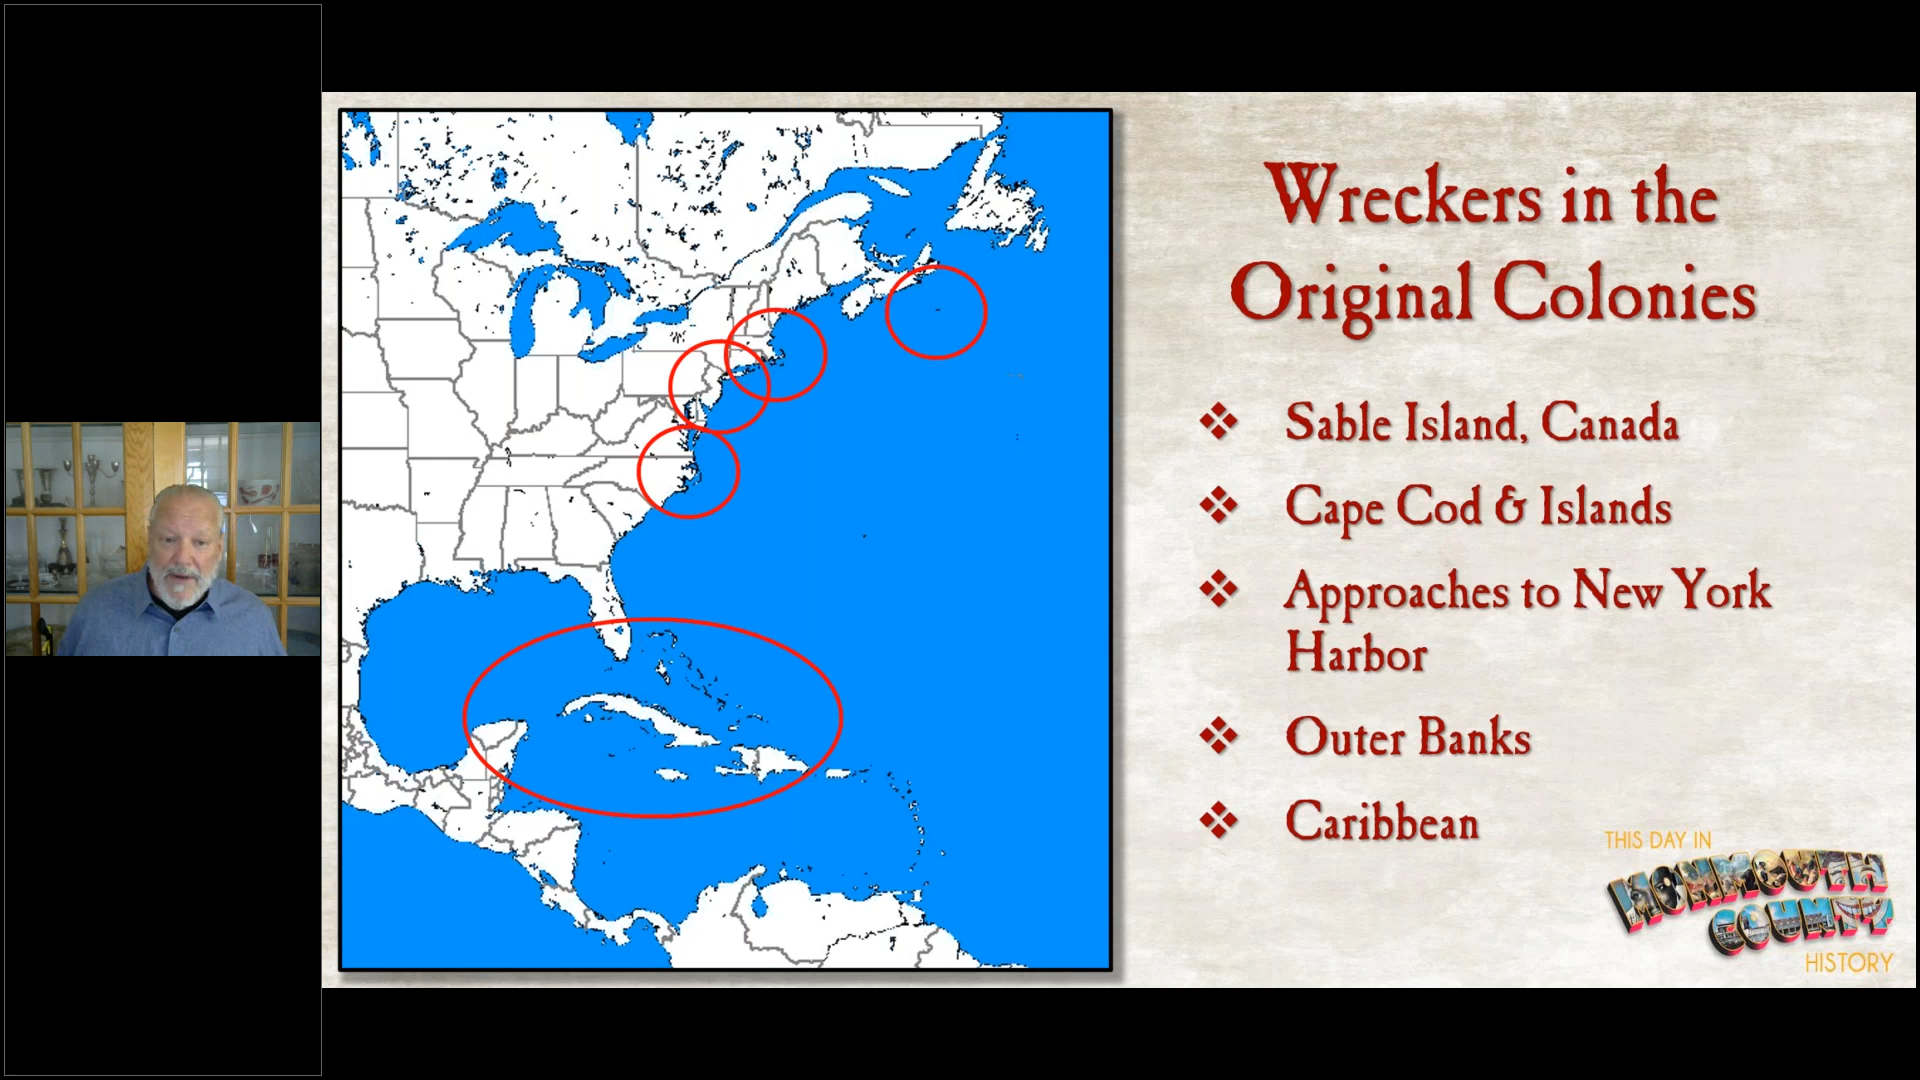 Wreckers in the
Original Colonies
Sable Island, Canada
Cape Cod & Islands
Approaches to New York
Harbor
Outer Banks
Caribbean
THIS DAY IN
MONMOUTH
COUNTY
HISTORY